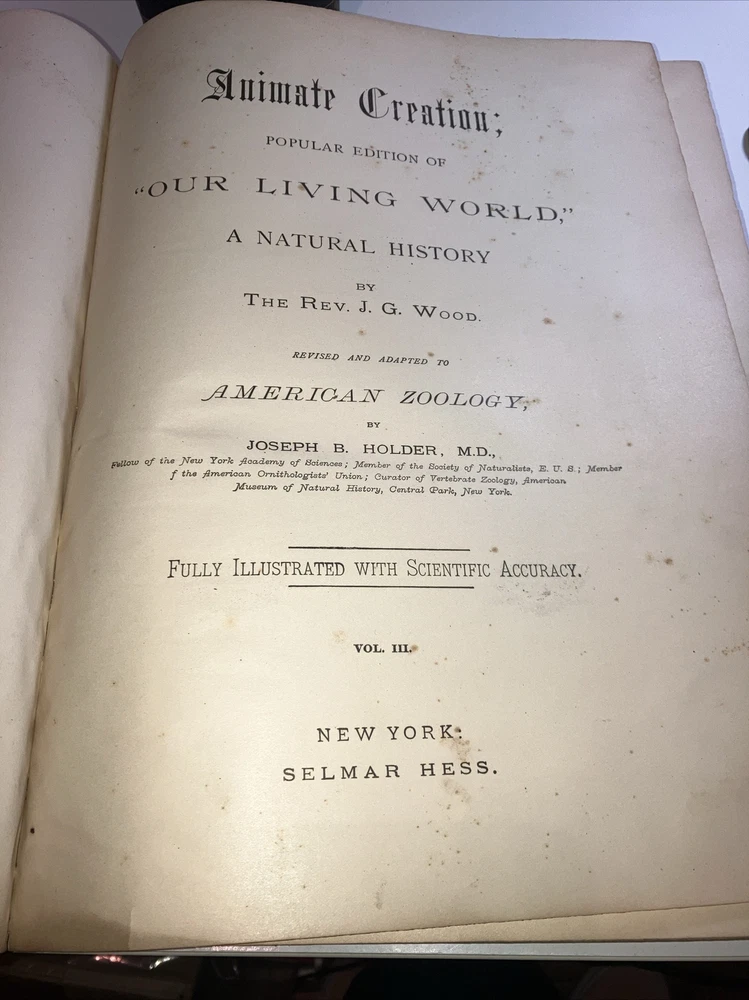 Animate Creation;
POPULAR EDITION OF
"OUR LIVING WORLD,"
A NATURAL HISTORY
BY
THE REV. J. G. WOOD.
REVISED AND ADAPTED TO
AMERICAN ZOOLOGY,
BY
JOSEPH B. HOLDER, M.D.,
Fellow of the New York Academy of Sciences; Member of the Society of Naturalists, E. U. S.; Member
f the American Ornithologists' Union; Curator of Vertebrate Zoology, American
Museum of Natural History, Central Park, New York.
FULLY ILLUSTRATED WITH SCIENTIFIC ACCURACY.
VOL. III.
NEW YORK:
SELMAR HESS.